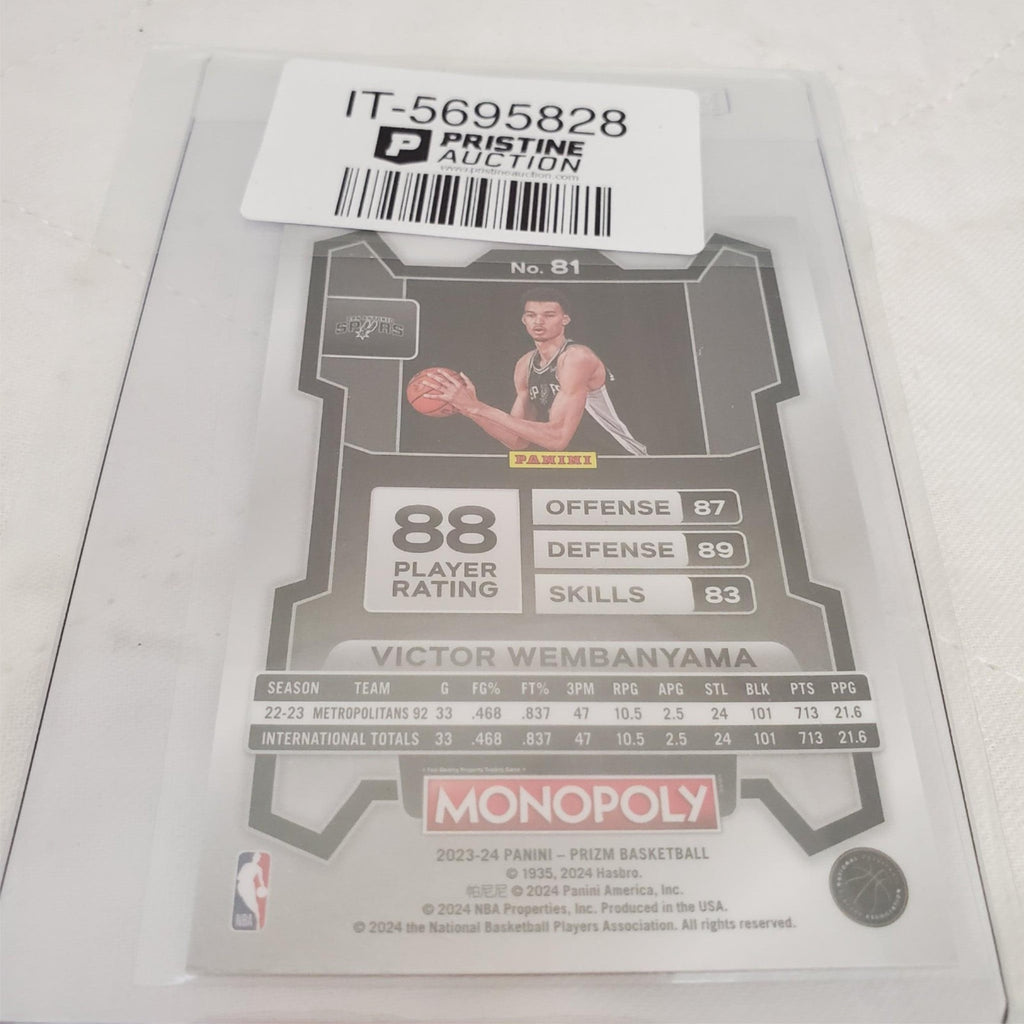 IT-5695828
P PRISTINE
AUCTION
www.pristineauction.com
No. 81
SAN ANTONIO
SPURS
PANINI
88
PLAYER
RATING
OFFENSE 87
DEFENSE 89
SKILLS 83
VICTOR WEMBANYAMA
SEASON TEAM G FG% FT% 3PM RPG APG STL BLK PTS PPG
22-23 METROPOLITANS 92 33 .468 .837 47 10.5 2.5 24 101 713 21.6
INTERNATIONAL TOTALS 33 .468 .837 47 10.5 2.5 24 101 713 21.6
MONOPOLY
2023-24 PANINI – PRIZM BASKETBALL
© 1935, 2024 Hasbro.
帕尼尼 © 2024 Panini America, Inc.
© 2024 NBA Properties, Inc. Produced in the USA.
© 2024 the National Basketball Players Association. All rights reserved.
NBA